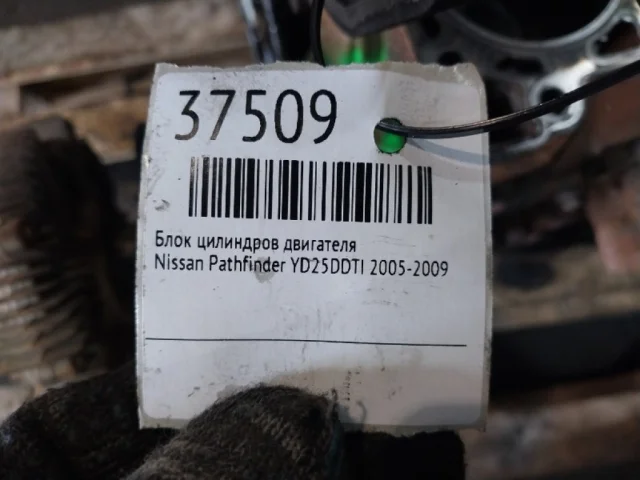 37509
Блок цилиндров двигателя
Nissan Pathfinder YD25DDTI 2005-2009